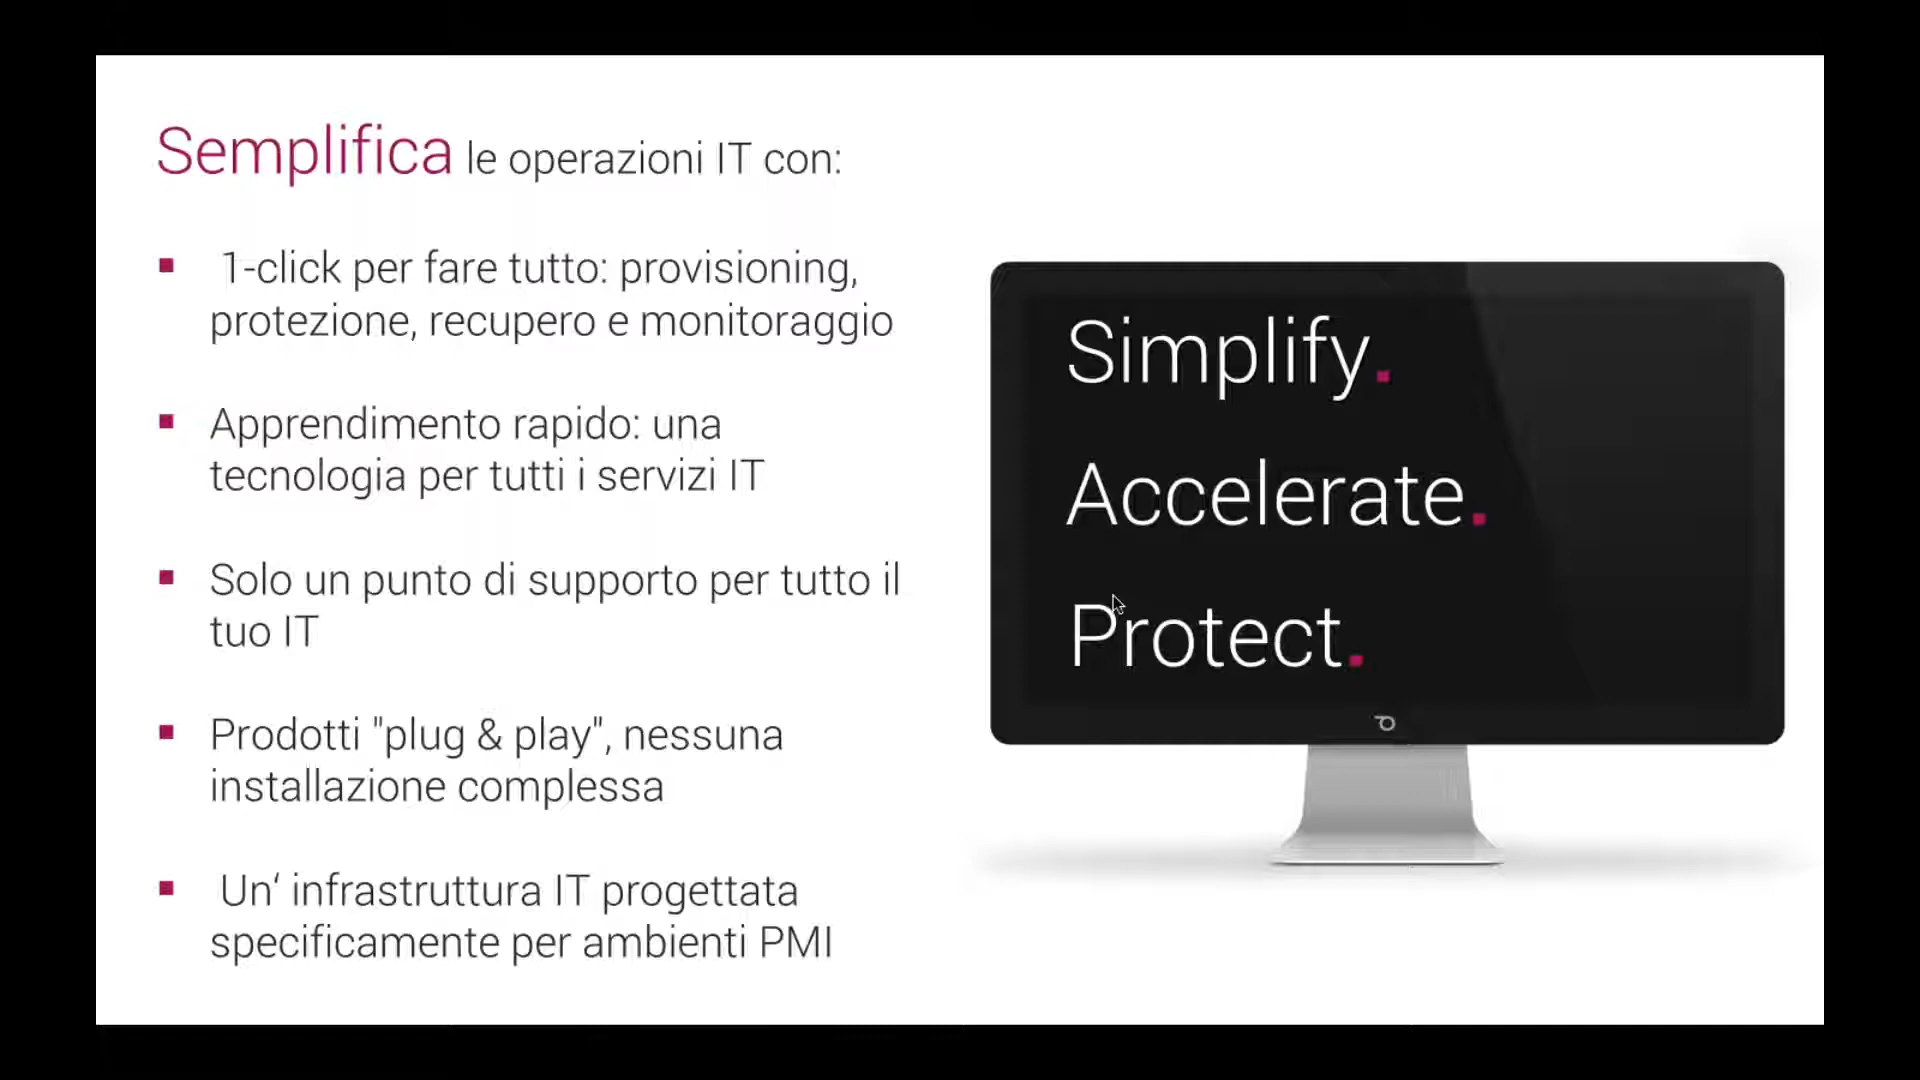 Semplifica le operazioni IT con:
1-click per fare tutto: provisioning,
protezione, recupero e monitoraggio
Apprendimento rapido: una
tecnologia per tutti i servizi IT
Solo un punto di supporto per tutto il
tuo IT
Prodotti "plug & play", nessuna
installazione complessa
Un‘ infrastruttura IT progettata
specificamente per ambienti PMI
Simplify.
Accelerate.
Protect.